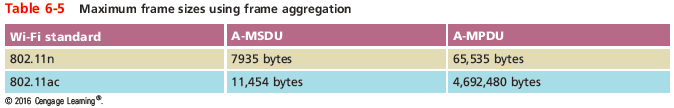 Table 6-5 Maximum frame sizes using frame aggregation
Wi-Fi standard A-MSDU A-MPDU
802.11n 7935 bytes 65,535 bytes
802.11ac 11,454 bytes 4,692,480 bytes
© 2016 Cengage Learning®.